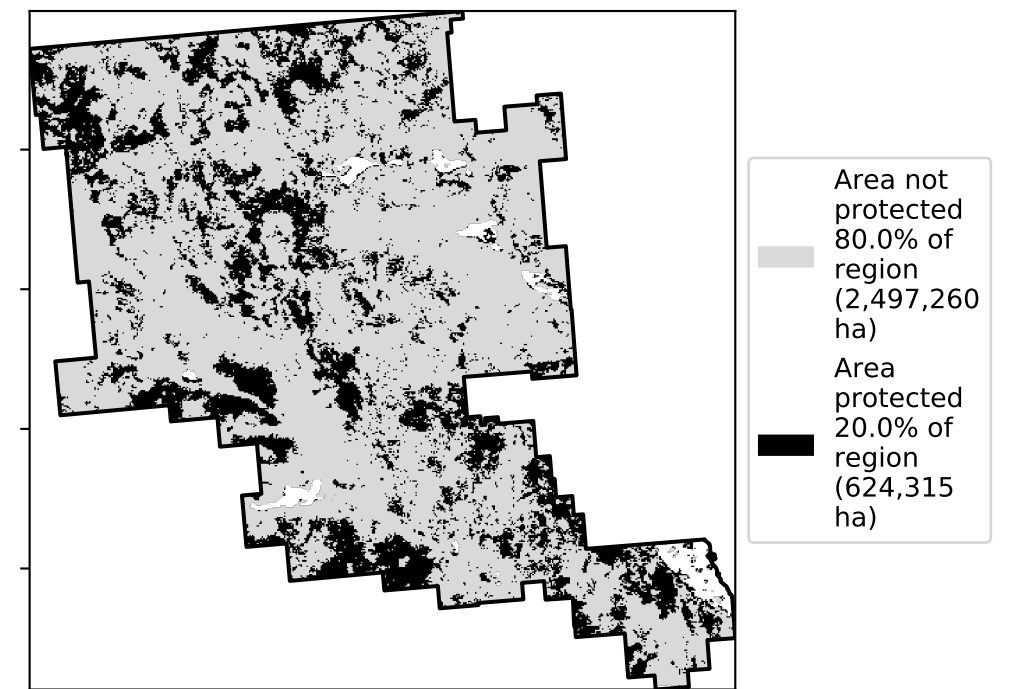 Area not
protected
80.0% of
region
(2,497,260
ha)
Area
protected
20.0% of
region
(624,315
ha)